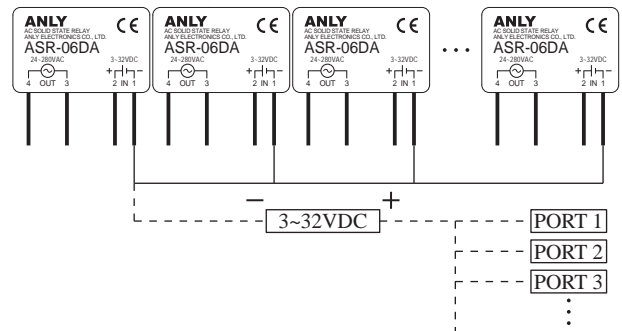 ANLY CE
AC SOLID STATE RELAY
ANLY ELECTRONICS CO., LTD.
ASR-06DA
24-280VAC 3-32VDC
+ −
4 OUT 3 2 IN 1
ANLY CE
AC SOLID STATE RELAY
ANLY ELECTRONICS CO., LTD.
ASR-06DA
24-280VAC 3-32VDC
+ −
4 OUT 3 2 IN 1
ANLY CE
AC SOLID STATE RELAY
ANLY ELECTRONICS CO., LTD.
ASR-06DA
24-280VAC 3-32VDC
+ −
4 OUT 3 2 IN 1
...
ANLY CE
AC SOLID STATE RELAY
ANLY ELECTRONICS CO., LTD.
ASR-06DA
24-280VAC 3-32VDC
+ −
4 OUT 3 2 IN 1
− +
3~32VDC
PORT 1
PORT 2
PORT 3